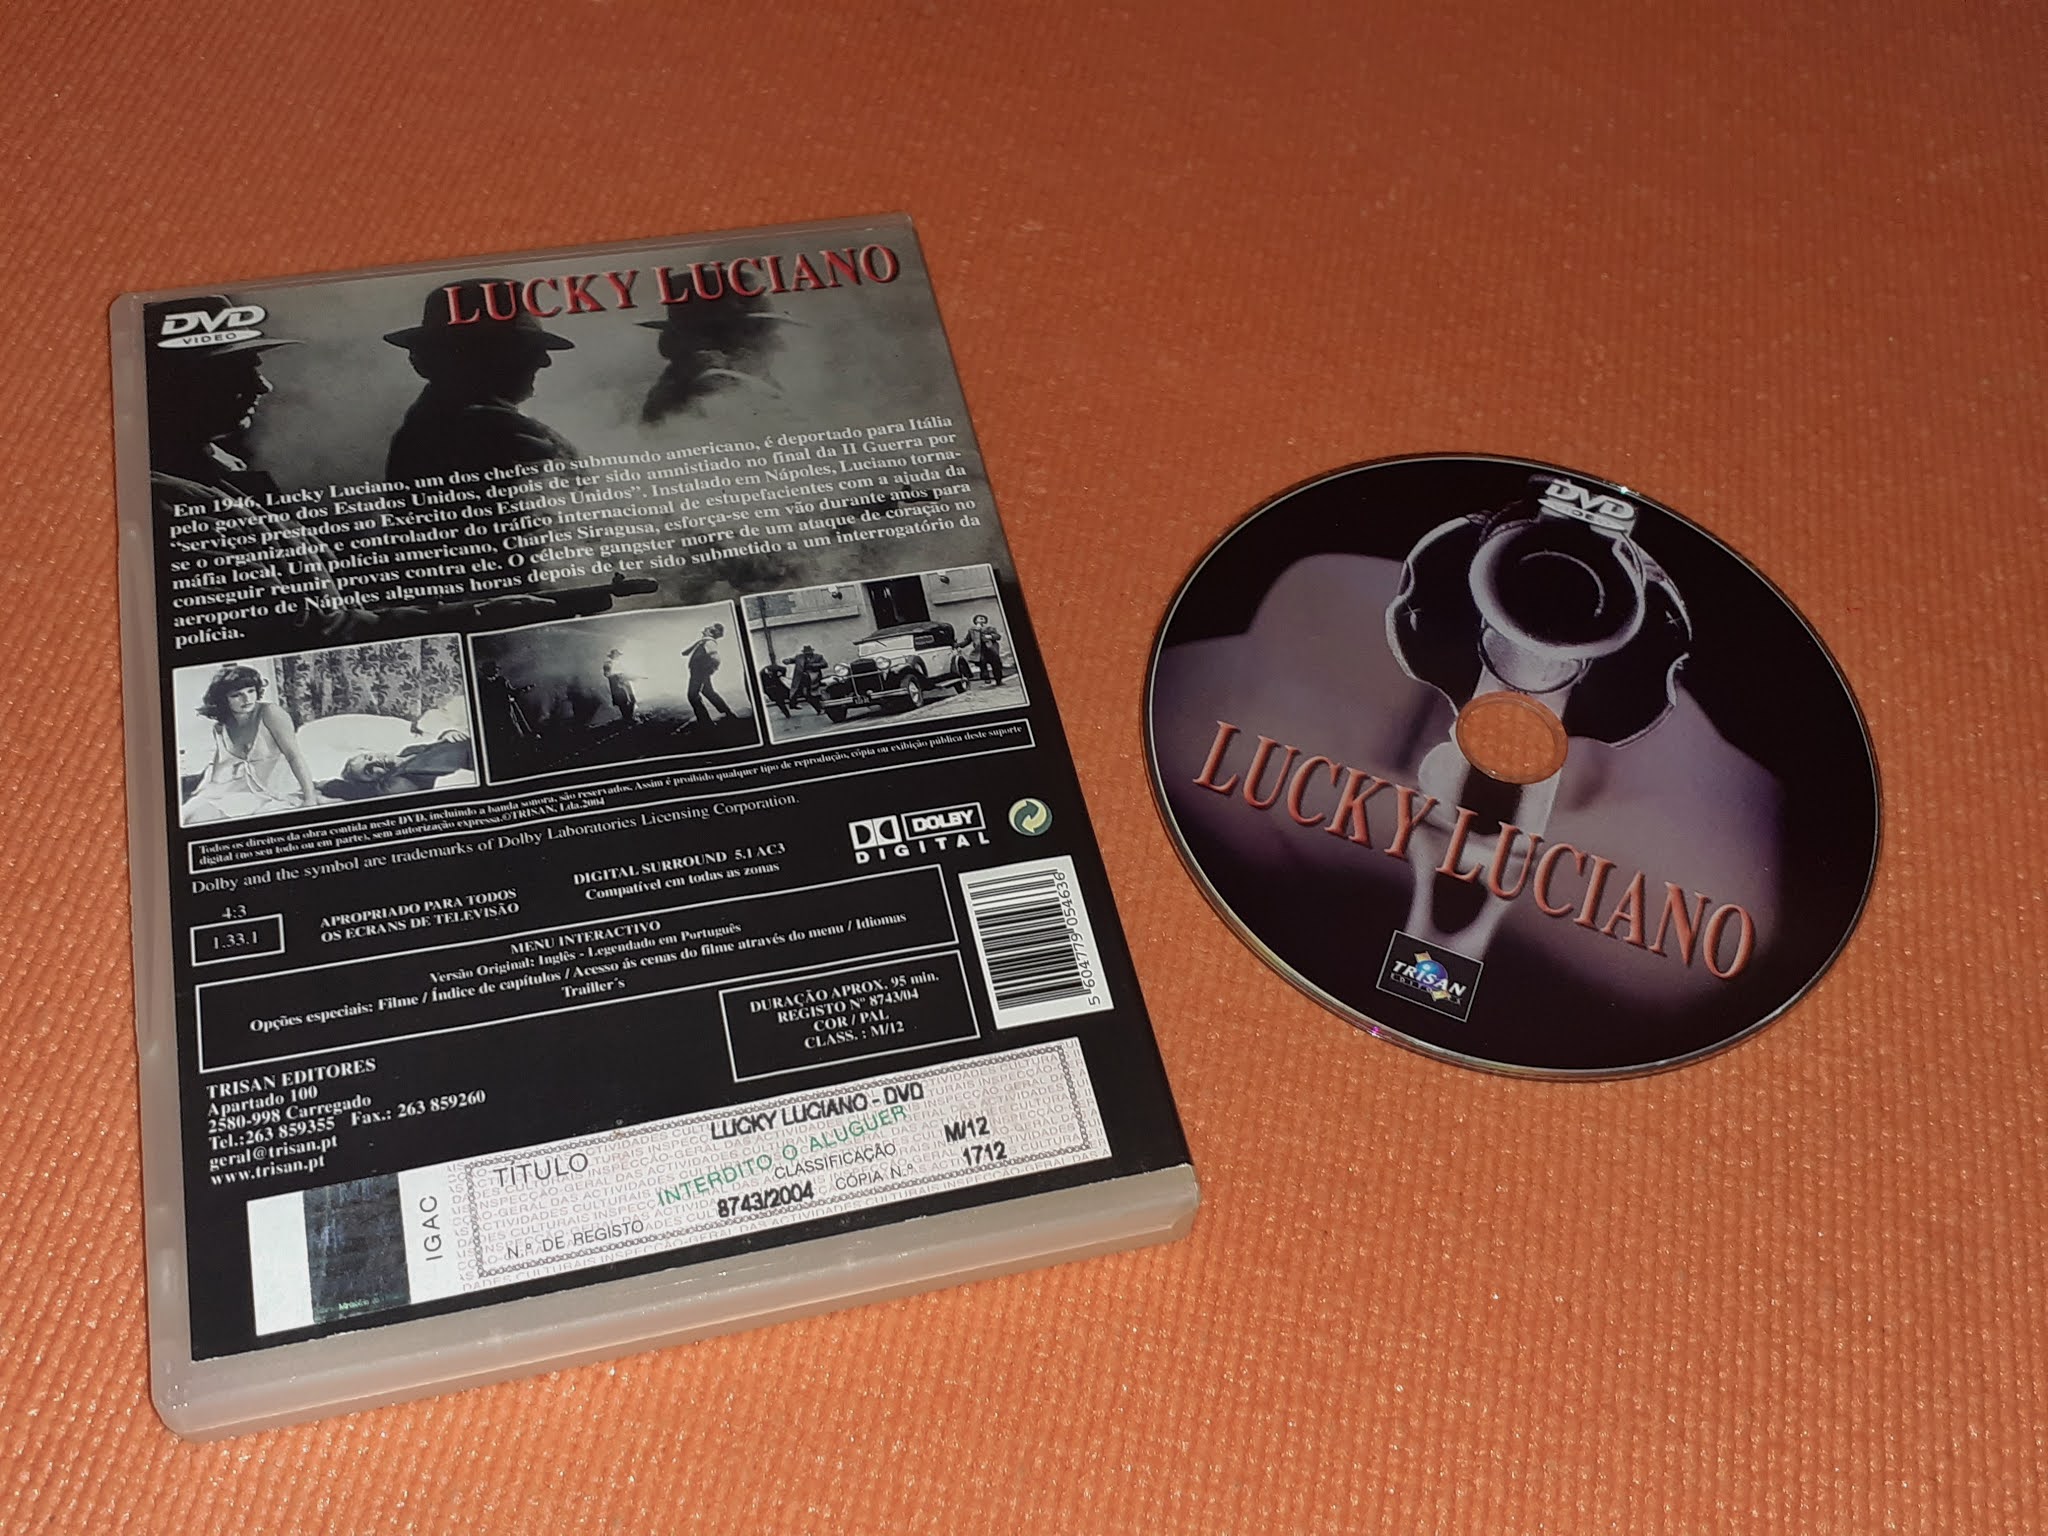 DVD
VIDEO
LUCKY LUCIANO
Em 1946, Lucky Luciano, um dos chefes do submundo americano, é deportado para Itália
pelo governo dos Estados Unidos, depois de ter sido amnistiado no final da II Guerra por
“serviços prestados ao Exército dos Estados Unidos”. Instalado em Nápoles, Luciano torna-
se o organizador e controlador do tráfico internacional de estupefacientes com a ajuda da
máfia local. Um polícia americano, Charles Siragusa, esforça-se em vão durante anos para
conseguir reunir provas contra ele. O célebre gangster morre de um ataque de coração no
aeroporto de Nápoles algumas horas depois de ter sido submetido a um interrogatório da
polícia.
Todos os direitos da obra contida neste DVD, incluindo a banda sonora, são reservados. Assim é proibido qualquer tipo de reprodução, cópia ou exibição pública deste suporte
digital (no seu todo ou em parte), sem autorização expressa.©TRISAN, Lda.2004
Dolby and the symbol are trademarks of Dolby Laboratories Licensing Corporation.
DOLBY
DIGITAL
4:3
1.33.1
APROPRIADO PARA TODOS
OS ECRANS DE TELEVISÃO
DIGITAL SURROUND 5.1 AC3
Compatível em todas as zonas
MENU INTERACTIVO
Versão Original: Inglês - Legendado em Português
Opções especiais: Filme / Índice de capítulos / Acesso ás cenas do filme através do menu / Idiomas
Trailler´s
DURAÇÃO APROX. 95 min.
REGISTO Nº 8743/04
COR / PAL
CLASS. : M/12
5 604779 054636
TRISAN EDITORES
Apartado 100
2580-998 Carregado
Tel.:263 859355 Fax.: 263 859260
geral@trisan.pt
www.trisan.pt
IGAC
TÍTULO
LUCKY LUCIANO - DVD
INTERDITO O ALUGUER
CLASSIFICAÇÃO M/12
N.º DE REGISTO 8743/2004 CÓPIA N.º 1712
DVD
VIDEO
LUCKY LUCIANO
TRISAN
EDITORES